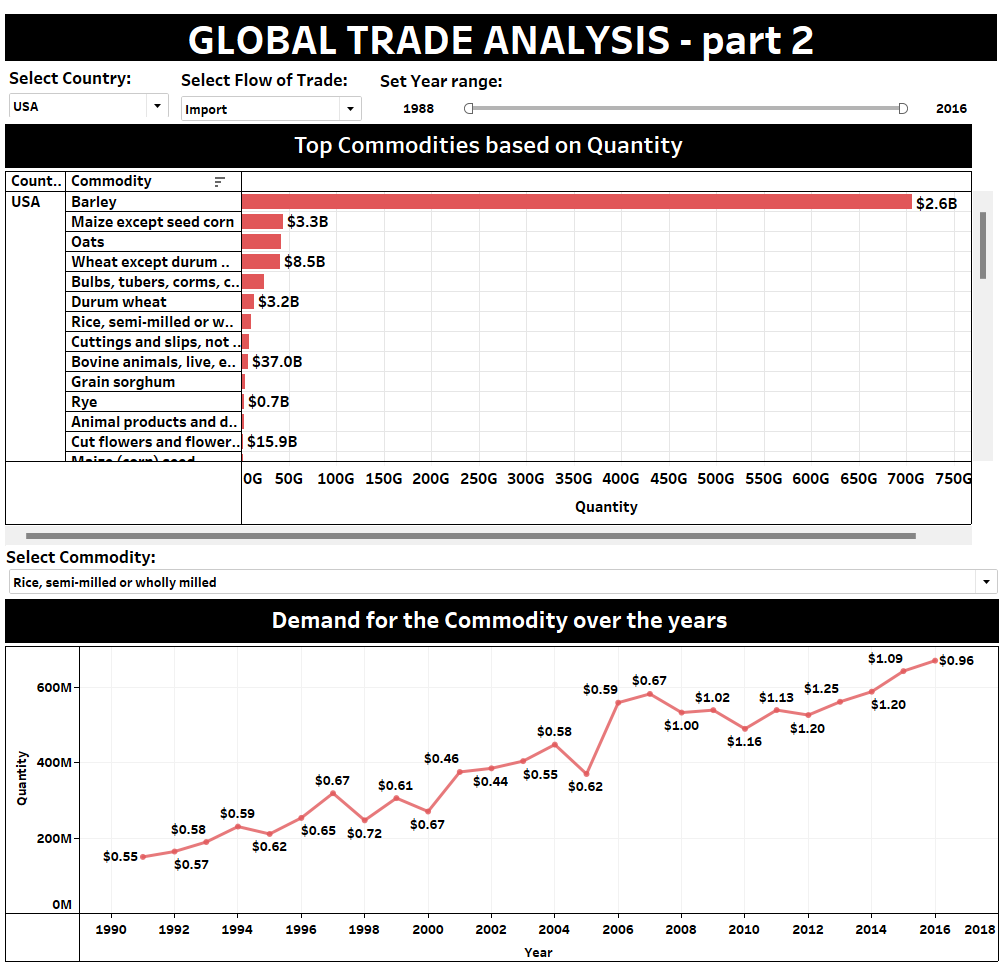 GLOBAL TRADE ANALYSIS - part 2
Select Country: Select Flow of Trade: Set Year range:
USA Import 1988 2016
Top Commodities based on Quantity
Count.. Commodity
USA Barley $2.6B
Maize except seed corn $3.3B
Oats
Wheat except durum .. $8.5B
Bulbs, tubers, corms, c..
Durum wheat $3.2B
Rice, semi-milled or w..
Cuttings and slips, not ..
Bovine animals, live, e.. $37.0B
Grain sorghum
Rye $0.7B
Animal products and d..
Cut flowers and flower.. $15.9B
Maize (corn) seed
0G 50G 100G 150G 200G 250G 300G 350G 400G 450G 500G 550G 600G 650G 700G 750G
Quantity
Select Commodity:
Rice, semi-milled or wholly milled
Demand for the Commodity over the years
Quantity
600M
400M
200M
0M
$0.55
$0.57
$0.58
$0.59
$0.62
$0.65
$0.67
$0.72
$0.61
$0.67
$0.46
$0.44
$0.55
$0.58
$0.62
$0.59
$0.67
$1.00
$1.02
$1.16
$1.13
$1.20
$1.25
$1.20
$1.09
$0.96
1990 1992 1994 1996 1998 2000 2002 2004 2006 2008 2010 2012 2014 2016 2018
Year